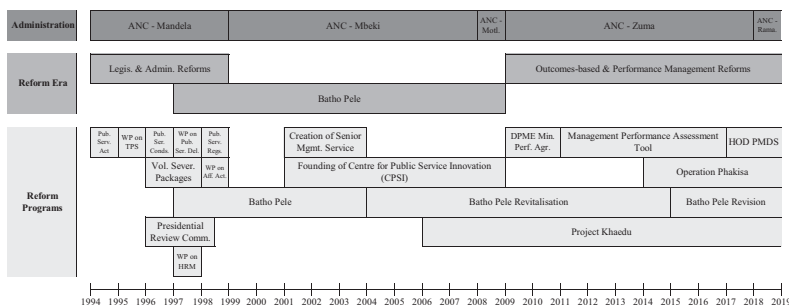 Administration
ANC - Mandela
ANC - Mbeki
ANC -
Motl.
ANC - Zuma
ANC -
Rama.
Reform Era
Legis. & Admin. Reforms
Outcomes-based & Performance Management Reforms
Batho Pele
Reform
Programs
Pub.
Serv.
Act
WP on
TPS
Pub.
Ser.
Conds.
WP on
Pub.
Ser. Del.
Pub.
Serv.
Regs.
Creation of Senior
Mgmt. Service
DPME Min.
Perf. Agr.
Management Performance Assessment
Tool
HOD PMDS
Vol. Sever.
Packages
WP on
Aff. Act.
Founding of Centre for Public Service Innovation
(CPSI)
Operation Phakisa
Batho Pele
Batho Pele Revitalisation
Batho Pele Revision
Presidential
Review Comm.
Project Khaedu
WP on
HRM
1994 1995 1996 1997 1998 1999 2000 2001 2002 2003 2004 2005 2006 2007 2008 2009 2010 2011 2012 2013 2014 2015 2016 2017 2018 2019